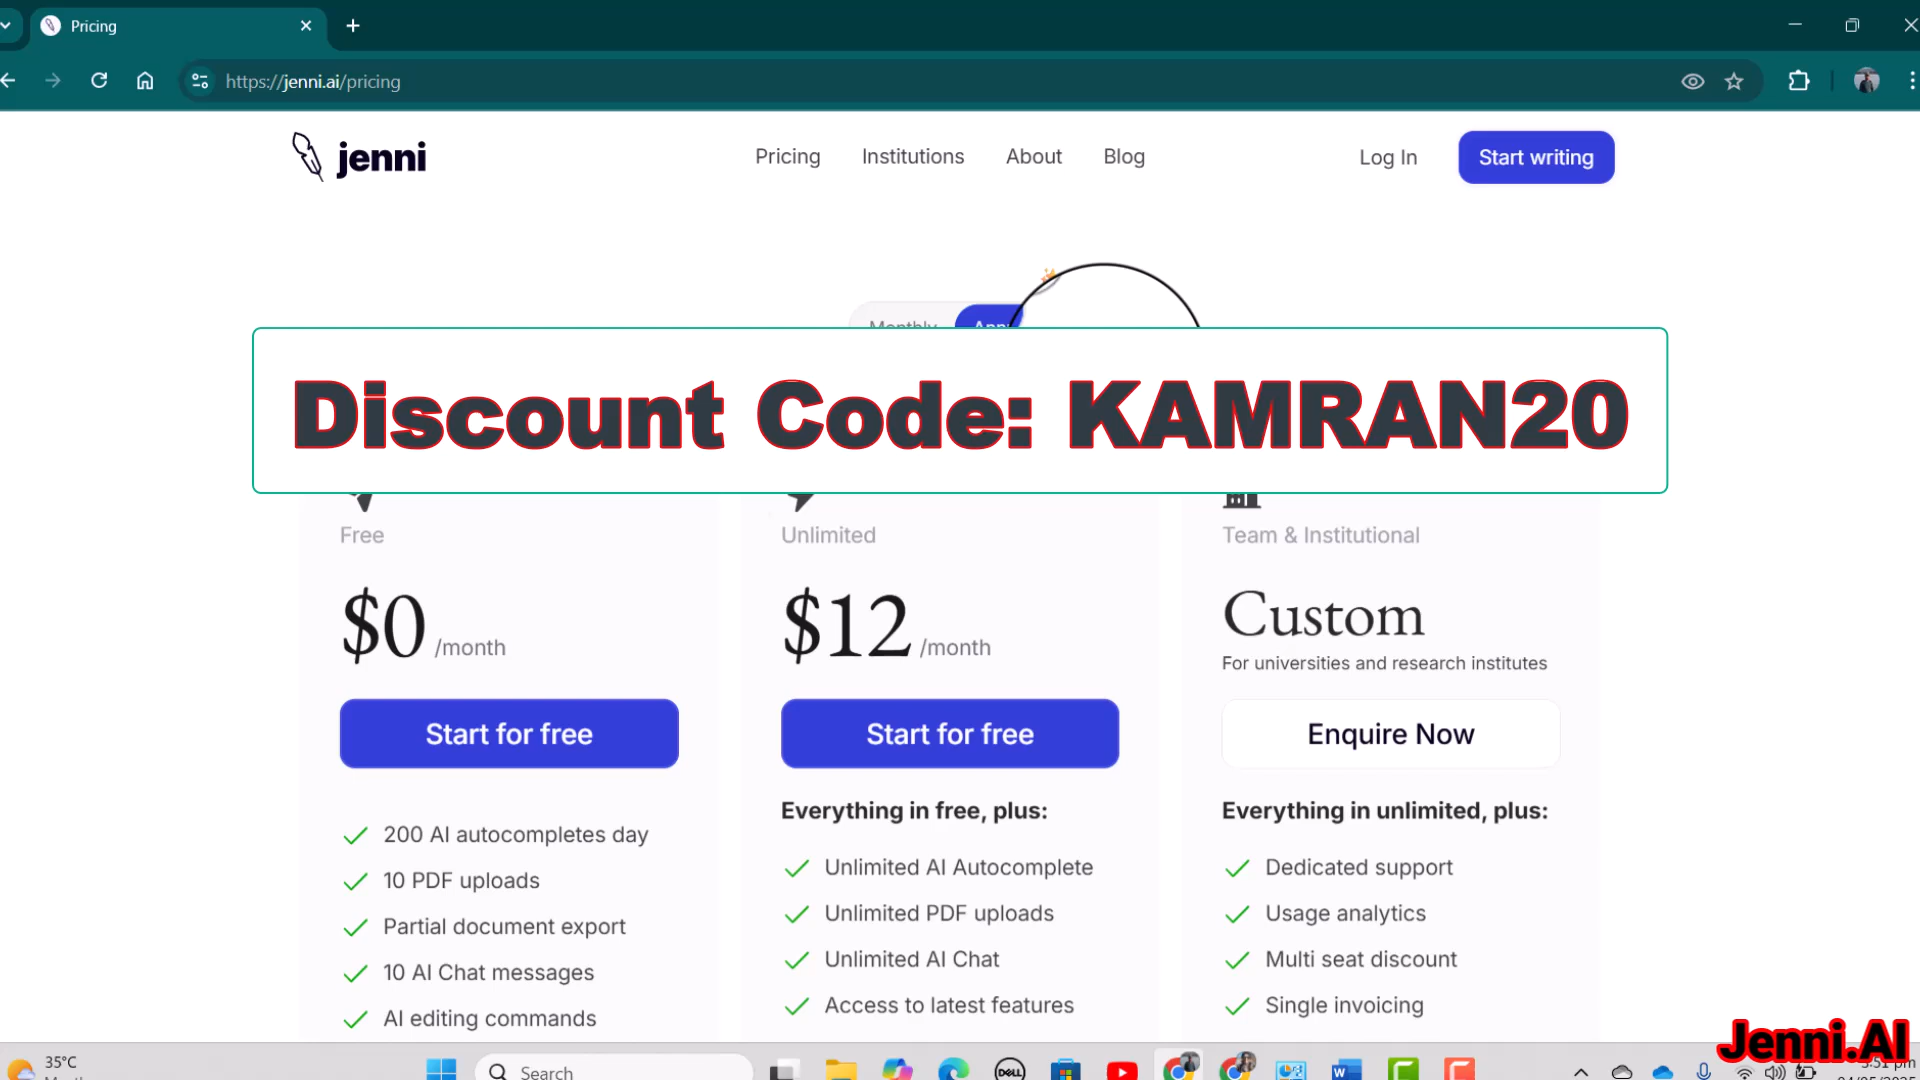 Pricing
https://jenni.ai/pricing
jenni
Pricing
Institutions
About
Blog
Log In
Start writing
Monthly
Discount Code: KAMRAN20
Free
$0 /month
Start for free
200 AI autocompletes day
10 PDF uploads
Partial document export
10 AI Chat messages
AI editing commands
Unlimited
$12 /month
Start for free
Everything in free, plus:
Unlimited AI Autocomplete
Unlimited PDF uploads
Unlimited AI Chat
Access to latest features
Team & Institutional
Custom
For universities and research institutes
Enquire Now
Everything in unlimited, plus:
Dedicated support
Usage analytics
Multi seat discount
Single invoicing
Jenni.AI
35°C
Search
DELL